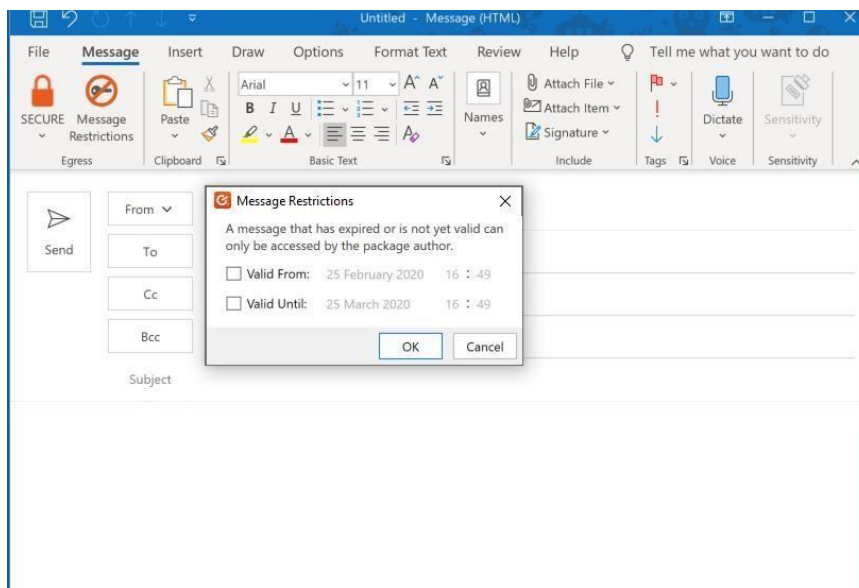 Untitled - Message (HTML)
File Message Insert Draw Options Format Text Review Help Tell me what you want to do
SECURE
Message Restrictions
Egress
Paste
Clipboard
Arial 11 A A
B I U
A
Basic Text
Names
Attach File
Attach Item
Signature
Include
Tags
Dictate
Voice
Sensitivity
Sensitivity
Send
From
To
Cc
Bcc
Subject
Message Restrictions
A message that has expired or is not yet valid can
only be accessed by the package author.
Valid From: 25 February 2020 16 : 49
Valid Until: 25 March 2020 16 : 49
OK Cancel